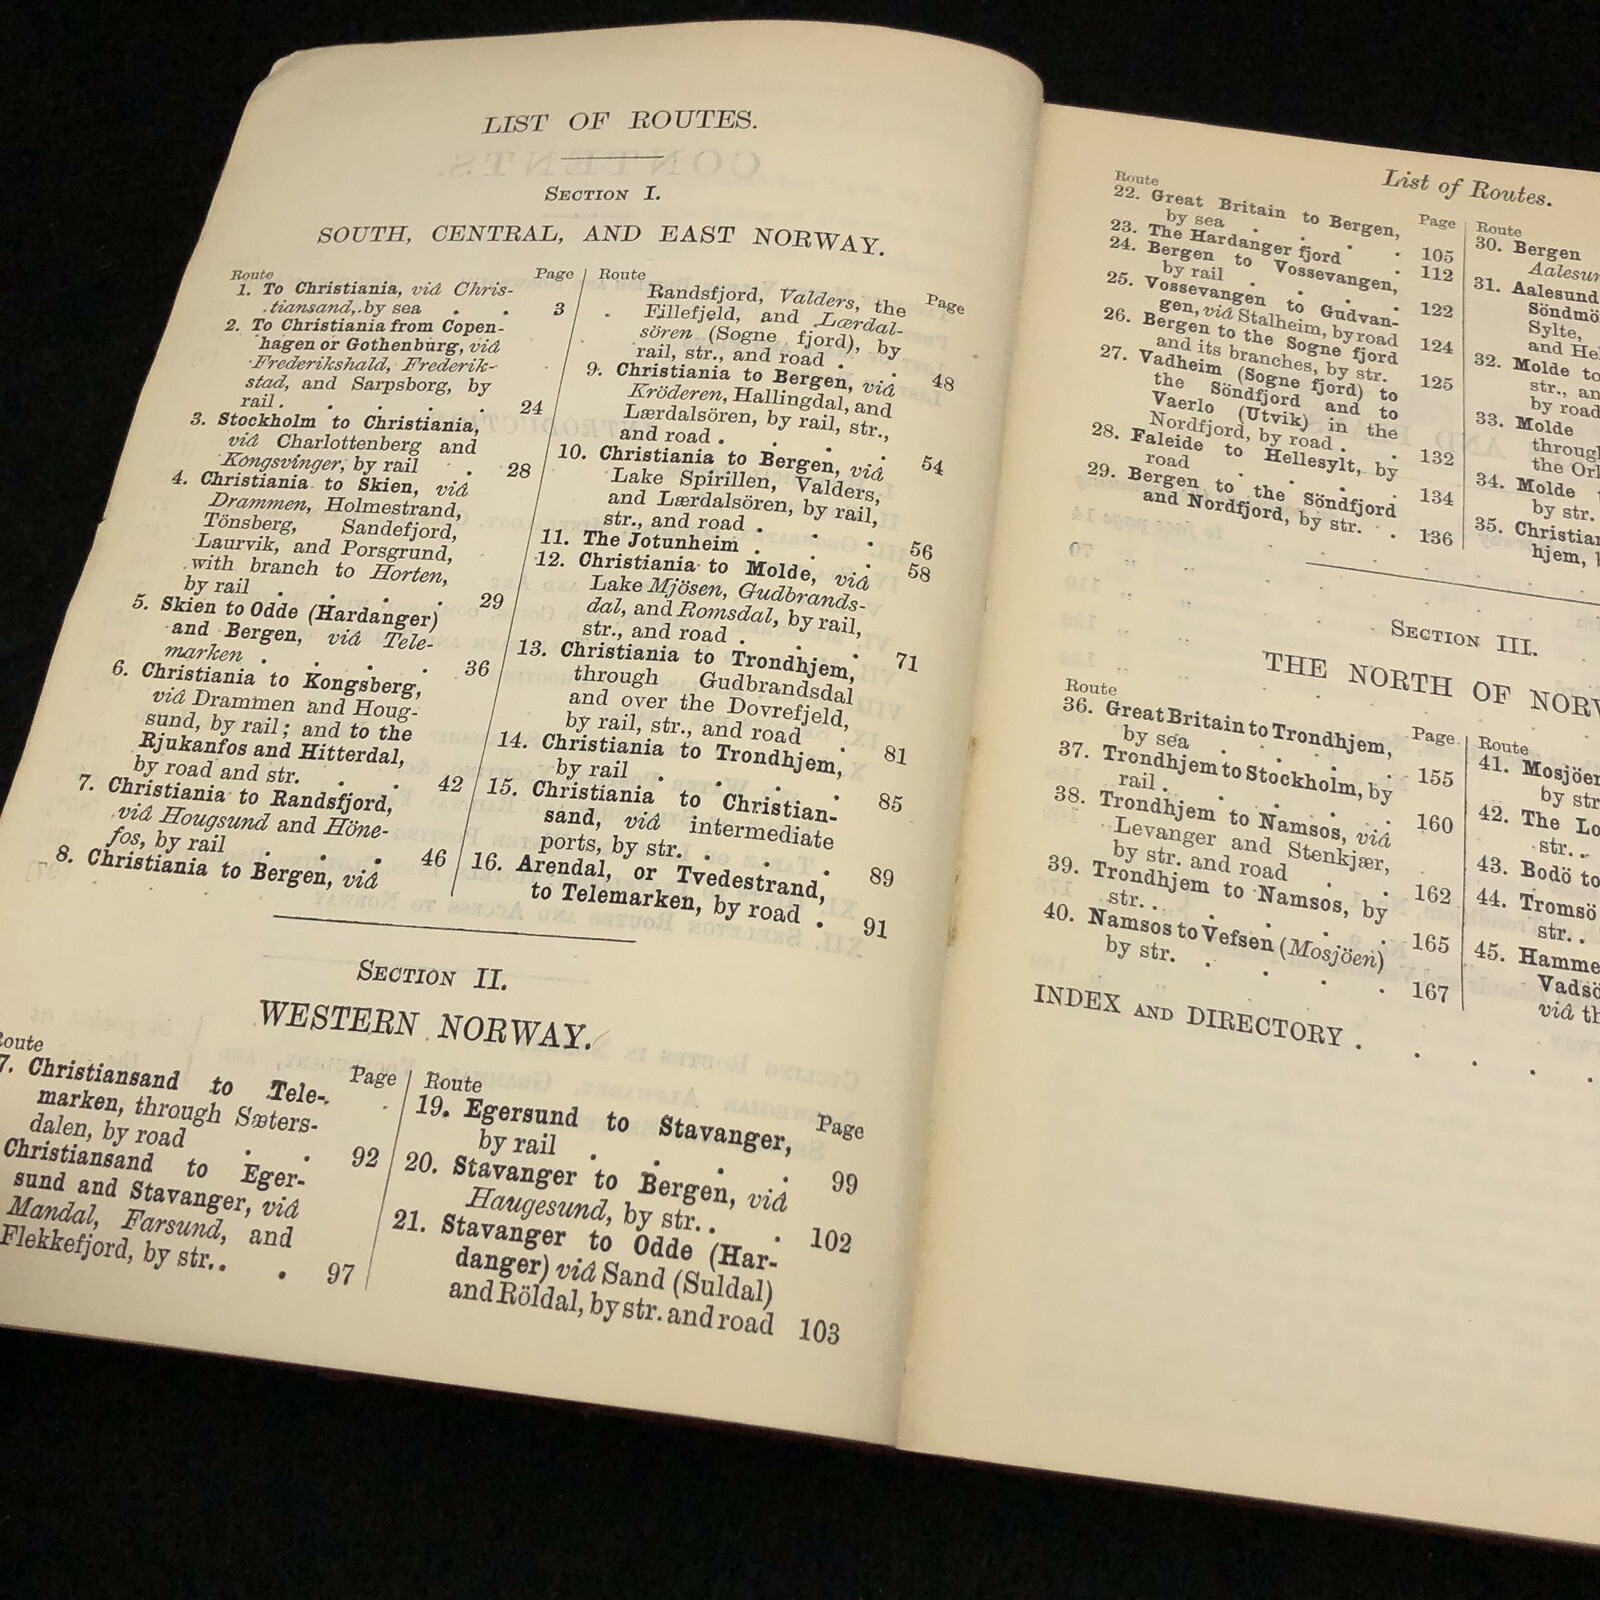 LIST OF ROUTES.
SECTION I.
SOUTH, CENTRAL, AND EAST NORWAY.
Route Page
1. To Christiania, viâ Chris-
tiansand, by sea . . 3
2. To Christiania from Copen-
hagen or Gothenburg, viâ
Frederikshald, Frederik-
stad, and Sarpsborg, by
rail . . . . . 24
3. Stockholm to Christiania,
viâ Charlottenberg and
Kongsvinger, by rail . 28
4. Christiania to Skien, viâ
Drammen, Holmestrand,
Tönsberg, Sandefjord,
Laurvik, and Porsgrund,
with branch to Horten,
by rail . . . . . 29
5. Skien to Odde (Hardanger)
and Bergen, viâ Tele-
marken . . . . 36
6. Christiania to Kongsberg,
viâ Drammen and Houg-
sund, by rail; and to the
Rjukanfos and Hitterdal,
by road and str. . . 42
7. Christiania to Randsfjord,
viâ Hougsund and Höne-
fos, by rail . . . 46
8. Christiania to Bergen, viâ
Route Page
Randsfjord, Valders, the
Fillefjeld, and Lærdal-
sören (Sogne fjord), by
rail, str., and road . . 48
9. Christiania to Bergen, viâ
Kröderen, Hallingdal, and
Lærdalsören, by rail, str.,
and road . . . . 54
10. Christiania to Bergen, viâ
Lake Spirillen, Valders,
and Lærdalsören, by rail,
str., and road . . . 56
11. The Jotunheim . . . 58
12. Christiania to Molde, viâ
Lake Mjösen, Gudbrands-
dal, and Romsdal, by rail,
str., and road . . . 71
13. Christiania to Trondhjem,
through Gudbrandsdal
and over the Dovrefjeld,
by rail, str., and road . 81
14. Christiania to Trondhjem,
by rail . . . . 85
15. Christiania to Christian-
sand, viâ intermediate
ports, by str. . . . 89
16. Arendal, or Tvedestrand,
to Telemarken, by road . 91
SECTION II.
WESTERN NORWAY.
Route Page
7. Christiansand to Tele-
marken, through Sæters-
dalen, by road . . 92
Christiansand to Eger-
sund and Stavanger, viâ
Mandal, Farsund, and
Flekkefjord, by str. . . 97
Route Page
19. Egersund to Stavanger,
by rail . . . . 99
20. Stavanger to Bergen, viâ
Haugesund, by str. . . 102
21. Stavanger to Odde (Har-
danger) viâ Sand (Suldal)
and Röldal, by str. and road 103
List of Routes.
Route Page
22. Great Britain to Bergen,
by sea . . . . 105
23. The Hardanger fjord . 112
24. Bergen to Vossevangen,
by rail . . . . 122
25. Vossevangen to Gudvan-
gen, viâ Stalheim, by road 124
26. Bergen to the Sogne fjord
and its branches, by str. 125
27. Vadheim (Sogne fjord) to
the Söndfjord and to
Vaerlo (Utvik) in the
Nordfjord, by road . . 132
28. Faleide to Hellesylt, by
road . . . . . 134
29. Bergen to the Söndfjord
and Nordfjord, by str. . 136
Route
30. Bergen
Aalesun
31. Aalesund
Söndmö
Sylte,
and He
32. Molde to
str., an
by road
33. Molde
through
the Or
34. Molde
by str.
35. Christian
hjem,
SECTION III.
THE NORTH OF NORW
Route Page
36. Great Britain to Trondhjem,
by sea . . . . 155
37. Trondhjem to Stockholm, by
rail . . . . . 160
38. Trondhjem to Namsos, viâ
Levanger and Stenkjær,
by str. and road . . 162
39. Trondhjem to Namsos, by
str. . . . . . 165
40. Namsos to Vefsen (Mosjöen)
by str. . . . . 167
Route
41. Mosjöen
by str
42. The Lo
str. .
43. Bodö to
44. Tromsö
str. .
45. Hamme
Vadsö
viâ th
INDEX AND DIRECTORY . . . . .